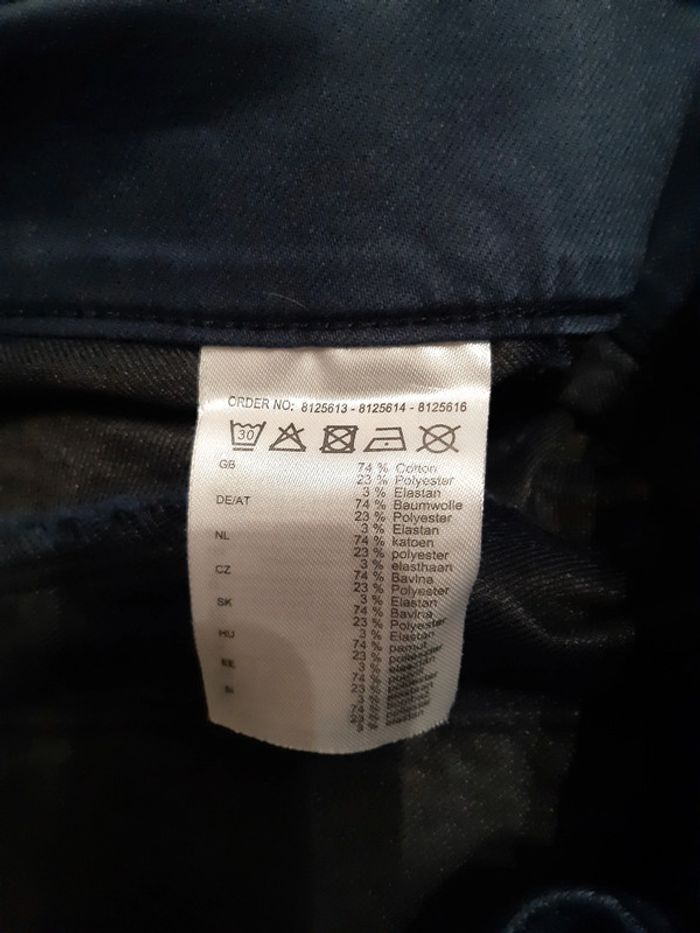 ORDER NO: 8125613 - 8125614 - 8125616
30
GB 74 % Cotton
23 % Polyester
3 % Elastan
DE/AT 74 % Baumwolle
23 % Polyester
3 % Elastan
NL 74 % katoen
23 % polyester
3 % elasthaan
CZ 74 % Bavlna
23 % Polyester
3 % Elastan
SK 74 % Bavlna
23 % Polyester
3 % Elastan
HU 74 % pamut
23 % poliészter
3 % elasztán
EE 74 %
23 %
3 % elastaan
SI 74 %
23 % poliester
3 % elastan